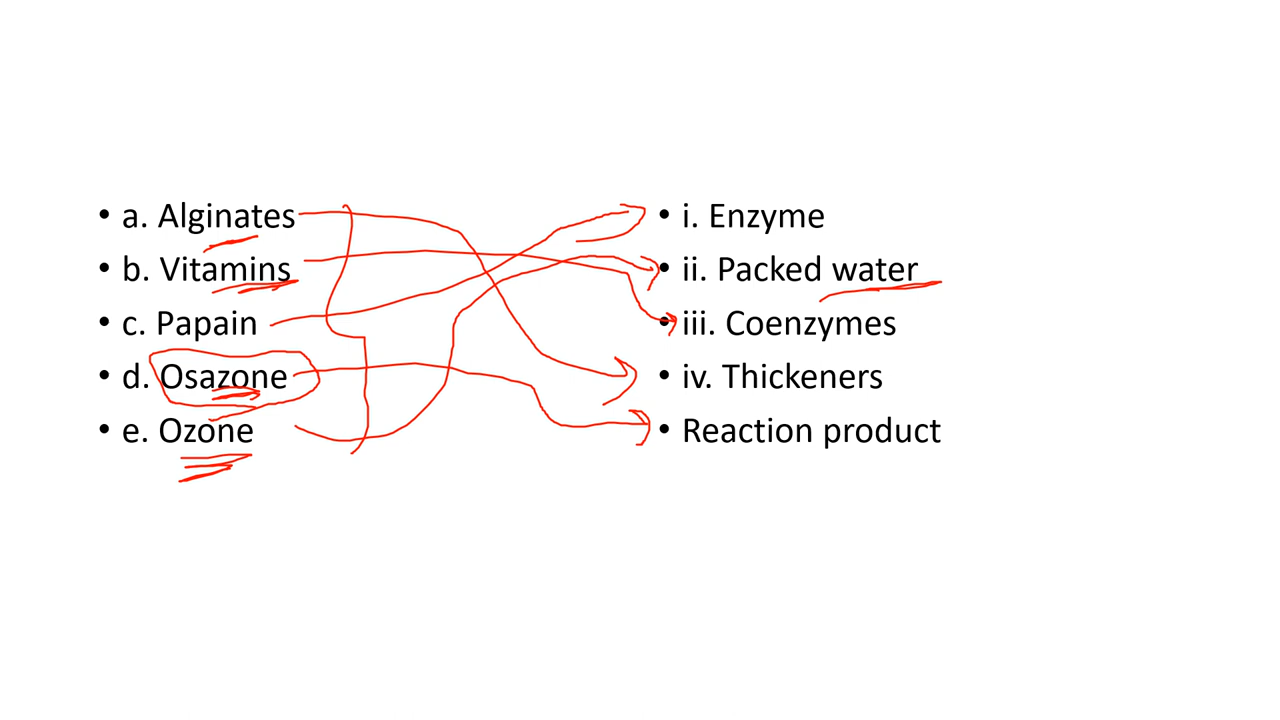 • a. Alginates
• b. Vitamins
• c. Papain
• d. Osazone
• e. Ozone
• i. Enzyme
• ii. Packed water
• iii. Coenzymes
• iv. Thickeners
• Reaction product